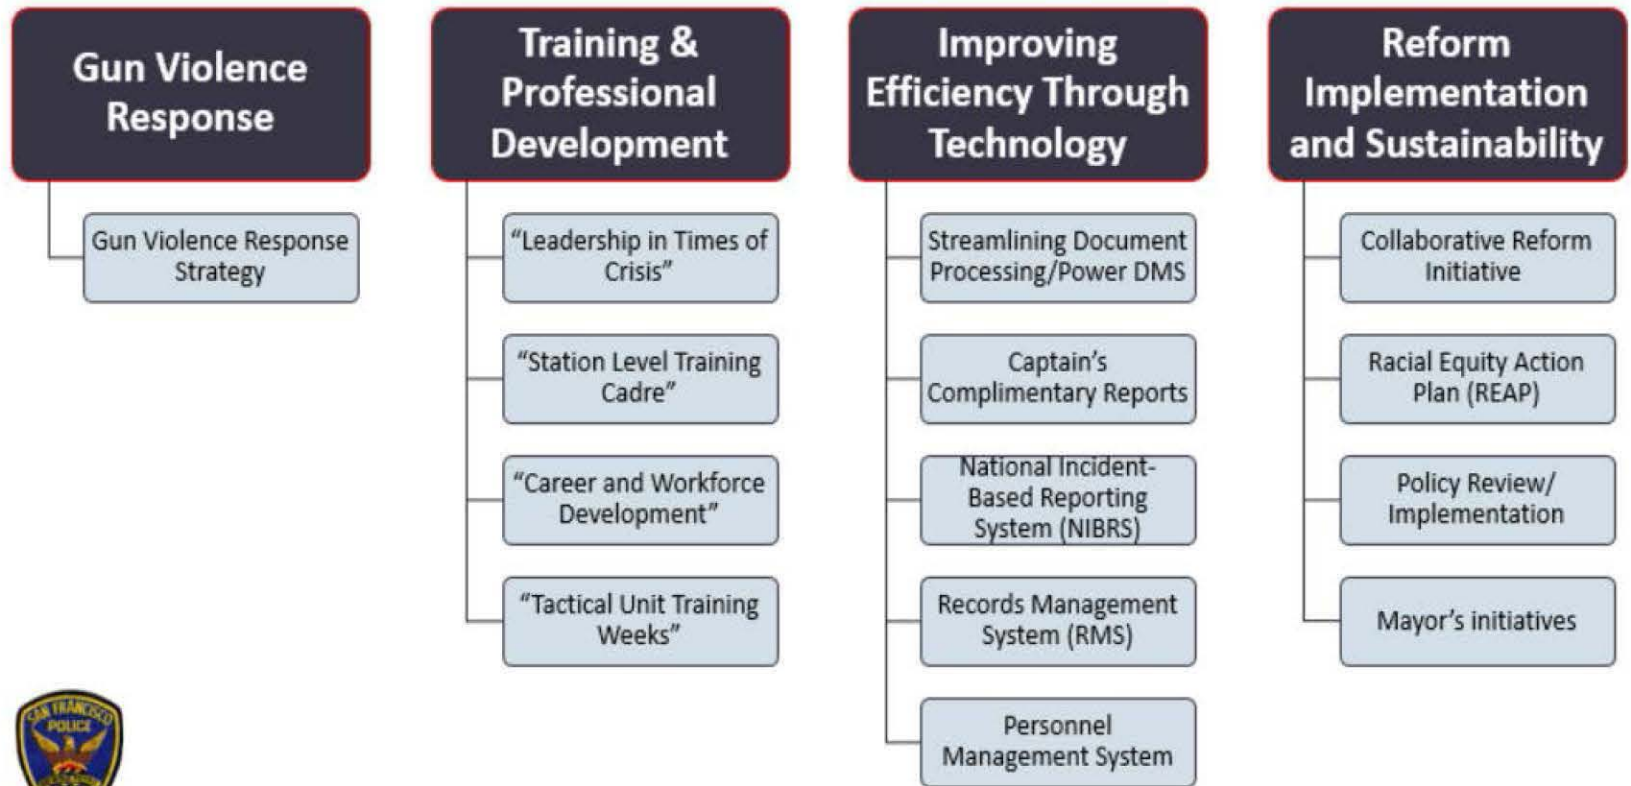 Gun Violence
Response
Gun Violence Response
Strategy
Training &
Professional
Development
“Leadership in Times of
Crisis”
“Station Level Training
Cadre”
“Career and Workforce
Development”
“Tactical Unit Training
Weeks”
Improving
Efficiency Through
Technology
Streamlining Document
Processing/Power DMS
Captain’s
Complimentary Reports
National Incident-
Based Reporting
System (NIBRS)
Records Management
System (RMS)
Personnel
Management System
Reform
Implementation
and Sustainability
Collaborative Reform
Initiative
Racial Equity Action
Plan (REAP)
Policy Review/
Implementation
Mayor’s initiatives
SAN FRANCISCO
POLICE